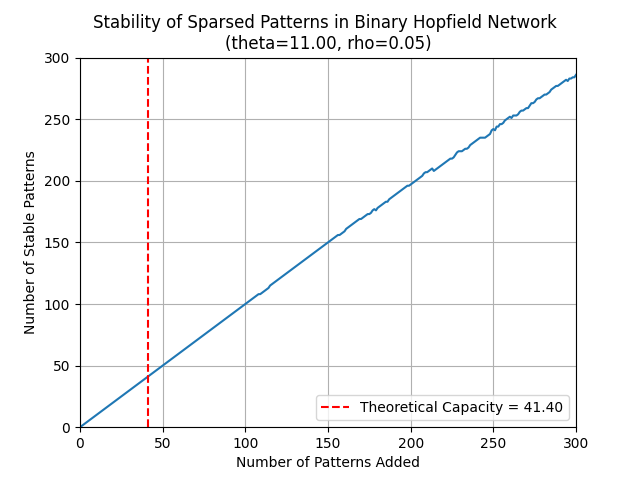 Stability of Sparsed Patterns in Binary Hopfield Network
(theta=11.00, rho=0.05)
Number of Stable Patterns
300
250
200
150
100
50
0
Theoretical Capacity = 41.40
0 50 100 150 200 250 300
Number of Patterns Added